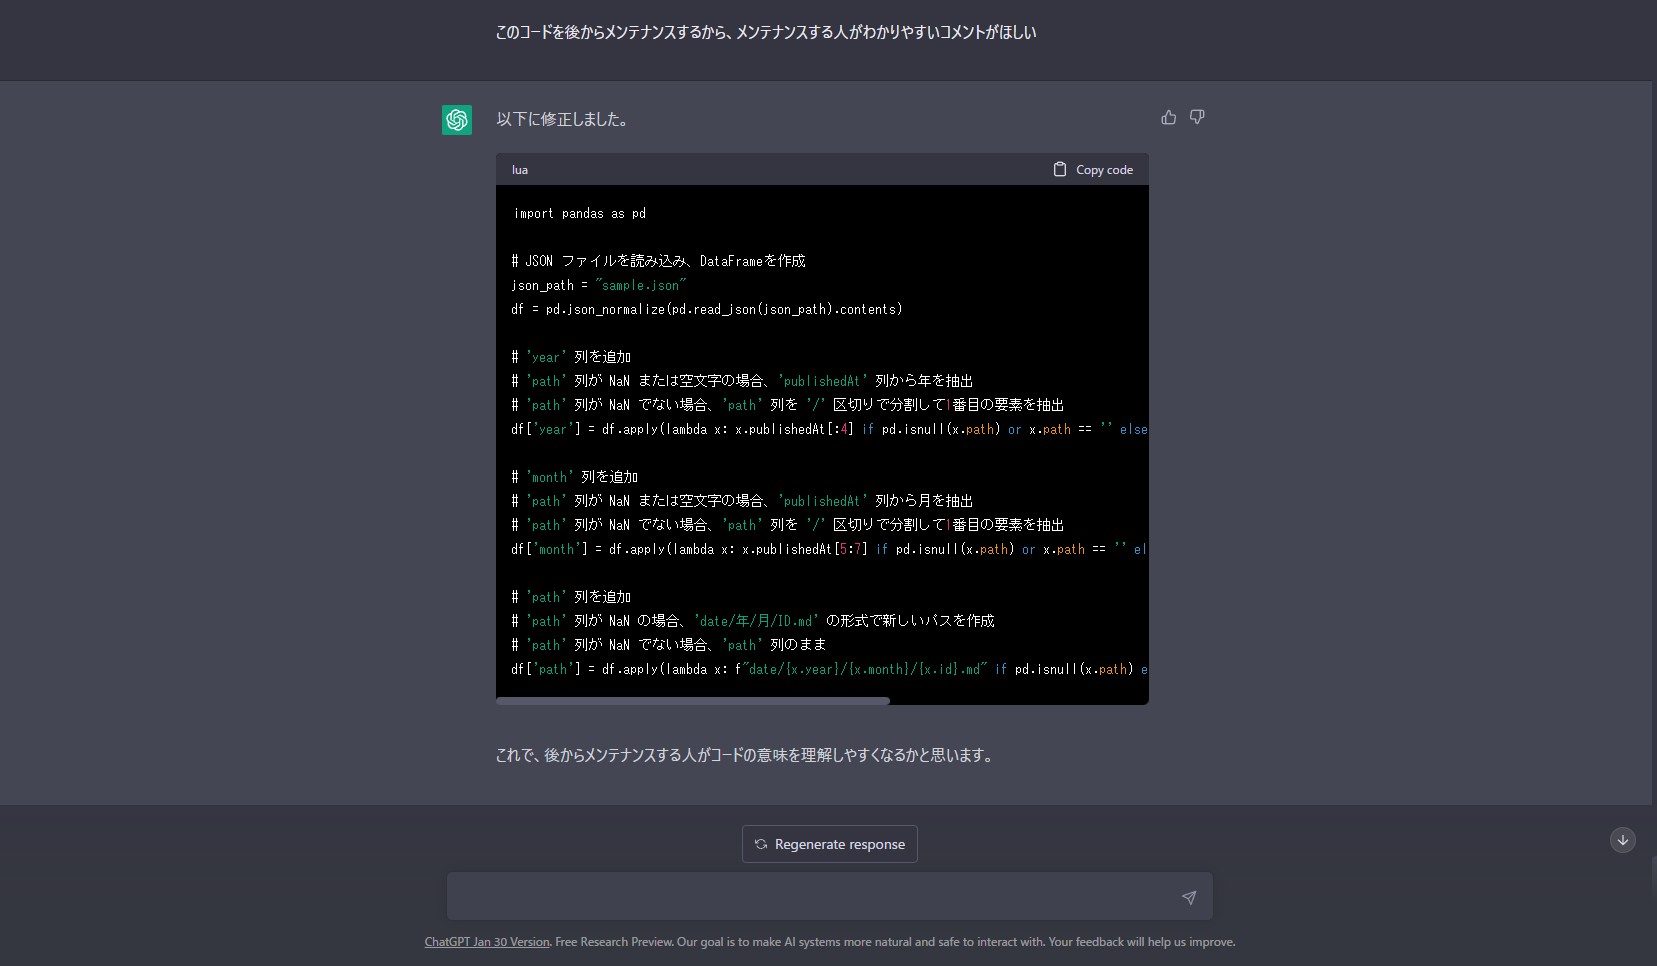 このコードを後からメンテナンスするから、メンテナンスする人がわかりやすいコメントがほしい
以下に修正しました。
lua
Copy code
import pandas as pd
# JSON ファイルを読み込み、DataFrameを作成
json_path = "sample.json"
df = pd.json_normalize(pd.read_json(json_path).contents)
# 'year' 列を追加
# 'path' 列が NaN または空文字の場合、'publishedAt' 列から年を抽出
# 'path' 列が NaN でない場合、'path' 列を '/' 区切りで分割して1番目の要素を抽出
df['year'] = df.apply(lambda x: x.publishedAt[:4] if pd.isnull(x.path) or x.path == '' else
# 'month' 列を追加
# 'path' 列が NaN または空文字の場合、'publishedAt' 列から月を抽出
# 'path' 列が NaN でない場合、'path' 列を '/' 区切りで分割して1番目の要素を抽出
df['month'] = df.apply(lambda x: x.publishedAt[5:7] if pd.isnull(x.path) or x.path == '' el
# 'path' 列を追加
# 'path' 列が NaN の場合、'date/年/月/ID.md' の形式で新しいパスを作成
# 'path' 列が NaN でない場合、'path' 列のまま
df['path'] = df.apply(lambda x: f"date/{x.year}/{x.month}/{x.id}.md" if pd.isnull(x.path) e
これで、後からメンテナンスする人がコードの意味を理解しやすくなるかと思います。
Regenerate response
ChatGPT Jan 30 Version. Free Research Preview. Our goal is to make AI systems more natural and safe to interact with. Your feedback will help us improve.